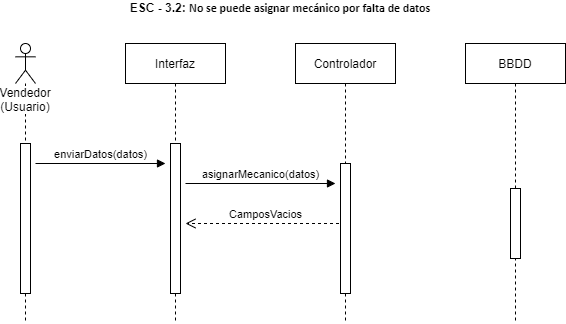 ESC - 3.2: No se puede asignar mecánico por falta de datos
Interfaz
Controlador
BBDD
Vendedor
(Usuario)
enviarDatos(datos)
asignarMecanico(datos)
CamposVacios